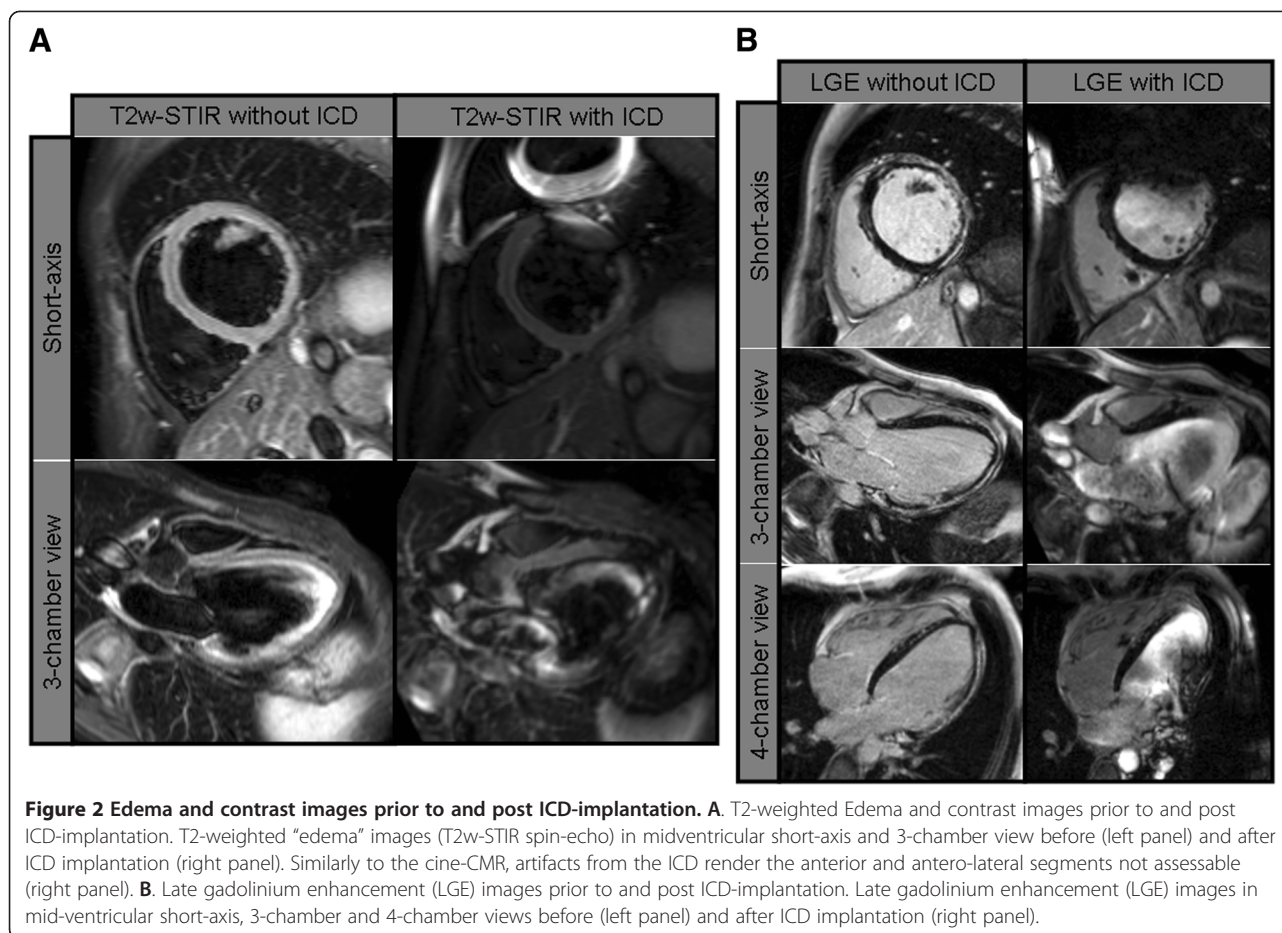 A
T2w-STIR without ICD
T2w-STIR with ICD
Short-axis
3-chamber view
B
LGE without ICD
LGE with ICD
Short-axis
3-chamber view
4-chamber view
Figure 2 Edema and contrast images prior to and post ICD-implantation. A. T2-weighted Edema and contrast images prior to and post
ICD-implantation. T2-weighted “edema” images (T2w-STIR spin-echo) in midventricular short-axis and 3-chamber view before (left panel) and after
ICD implantation (right panel). Similarly to the cine-CMR, artifacts from the ICD render the anterior and antero-lateral segments not assessable
(right panel). B. Late gadolinium enhancement (LGE) images prior to and post ICD-implantation. Late gadolinium enhancement (LGE) images in
mid-ventricular short-axis, 3-chamber and 4-chamber views before (left panel) and after ICD implantation (right panel).